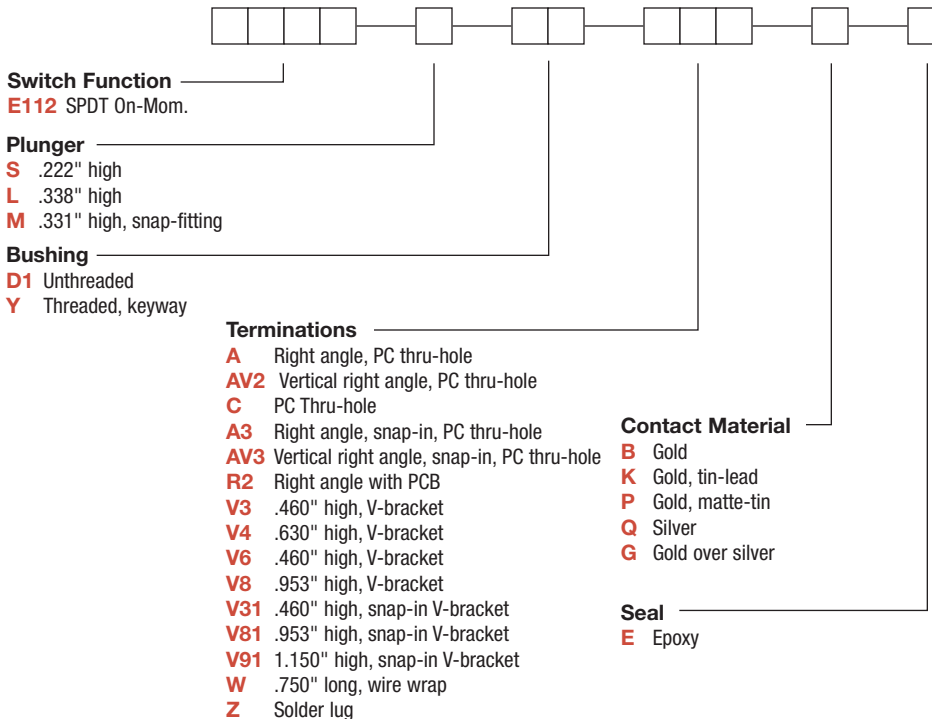 Switch Function
E112 SPDT On-Mom.
Plunger
S .222" high
L .338" high
M .331" high, snap-fitting
Bushing
D1 Unthreaded
Y Threaded, keyway
Terminations
A Right angle, PC thru-hole
AV2 Vertical right angle, PC thru-hole
C PC Thru-hole
A3 Right angle, snap-in, PC thru-hole
AV3 Vertical right angle, snap-in, PC thru-hole
R2 Right angle with PCB
V3 .460" high, V-bracket
V4 .630" high, V-bracket
V6 .460" high, V-bracket
V8 .953" high, V-bracket
V31 .460" high, snap-in V-bracket
V81 .953" high, snap-in V-bracket
V91 1.150" high, snap-in V-bracket
W .750" long, wire wrap
Z Solder lug
Contact Material
B Gold
K Gold, tin-lead
P Gold, matte-tin
Q Silver
G Gold over silver
Seal
E Epoxy